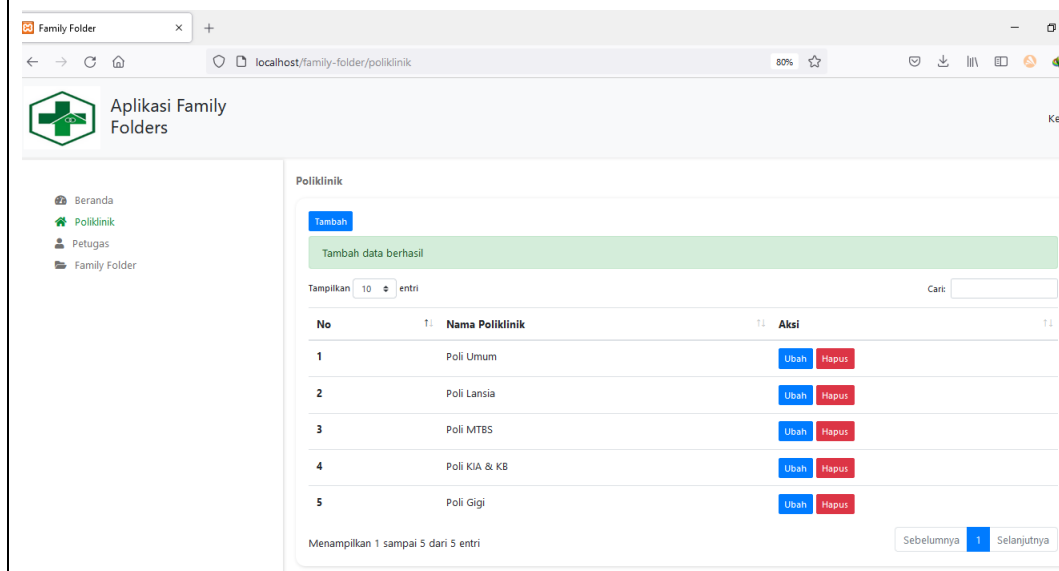 Family Folder
localhost/family-folder/poliklinik
80%
Aplikasi Family
Folders
Ke
Beranda
Poliklinik
Petugas
Family Folder
Poliklinik
Tambah
Tambah data berhasil
Tampilkan 10 entri
Cari:
No Nama Poliklinik Aksi
1 Poli Umum Ubah Hapus
2 Poli Lansia Ubah Hapus
3 Poli MTBS Ubah Hapus
4 Poli KIA & KB Ubah Hapus
5 Poli Gigi Ubah Hapus
Menampilkan 1 sampai 5 dari 5 entri
Sebelumnya 1 Selanjutnya